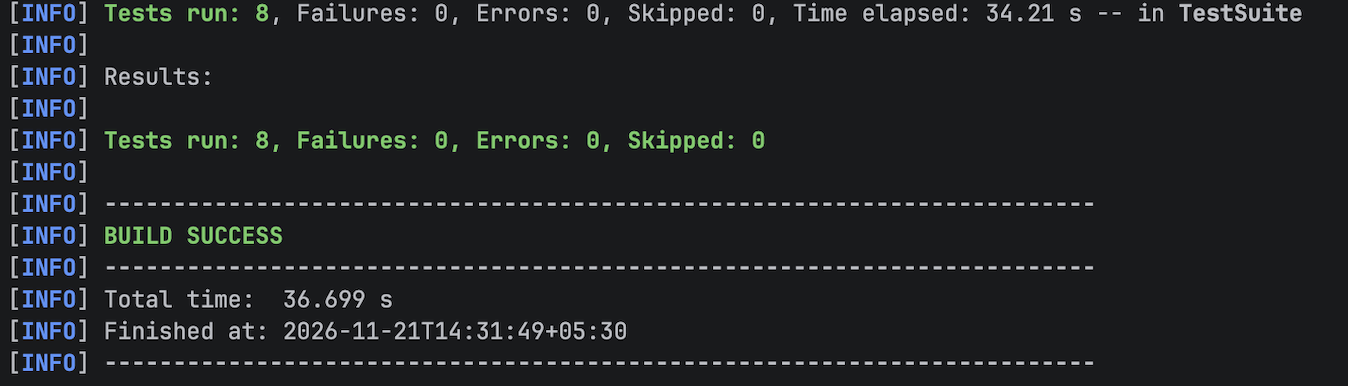 [INFO] Tests run: 8, Failures: 0, Errors: 0, Skipped: 0, Time elapsed: 34.21 s -- in TestSuite
[INFO]
[INFO] Results:
[INFO]
[INFO] Tests run: 8, Failures: 0, Errors: 0, Skipped: 0
[INFO]
[INFO] ------------------------------------------------------------------------
[INFO] BUILD SUCCESS
[INFO] ------------------------------------------------------------------------
[INFO] Total time:  36.699 s
[INFO] Finished at: 2026-11-21T14:31:49+05:30
[INFO] ------------------------------------------------------------------------